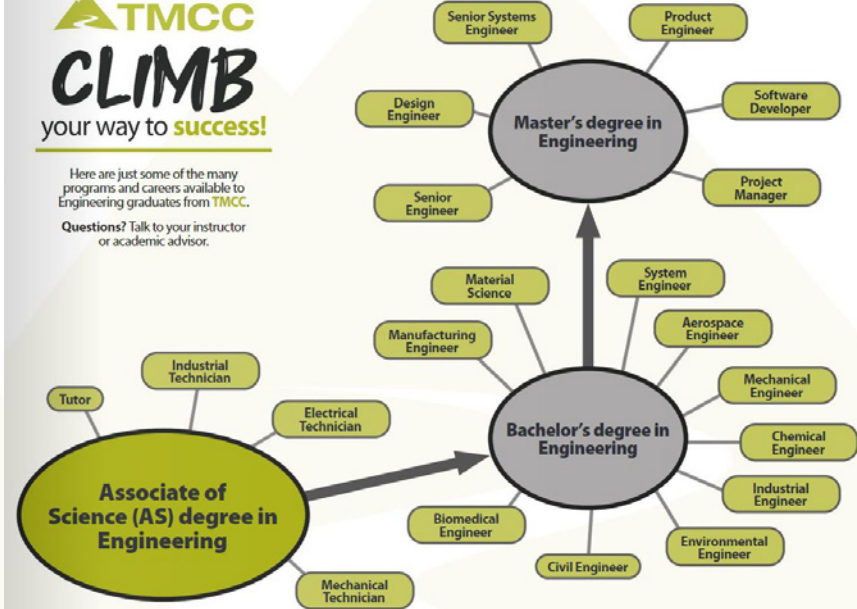 TMCC
CLIMB
your way to success!
Here are just some of the many
programs and careers available to
Engineering graduates from TMCC.
Questions? Talk to your instructor
or academic advisor.
Senior Systems
Engineer
Product
Engineer
Design
Engineer
Software
Developer
Master's degree in
Engineering
Senior
Engineer
Project
Manager
Material
Science
System
Engineer
Manufacturing
Engineer
Aerospace
Engineer
Mechanical
Engineer
Bachelor's degree in
Engineering
Chemical
Engineer
Industrial
Engineer
Biomedical
Engineer
Civil Engineer
Environmental
Engineer
Tutor
Industrial
Technician
Electrical
Technician
Associate of
Science (AS) degree in
Engineering
Mechanical
Technician